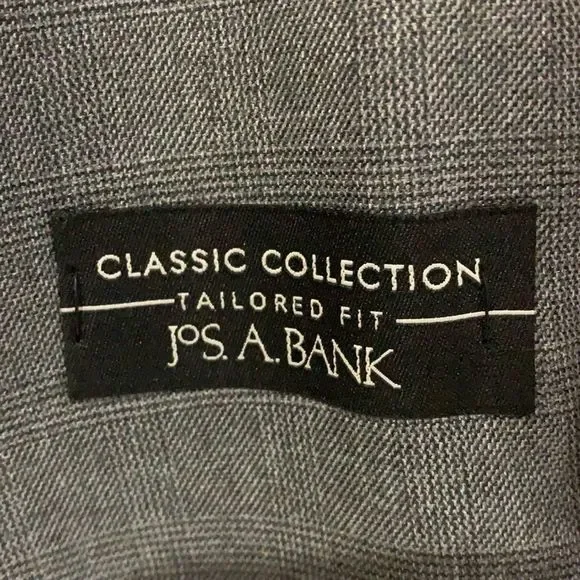 CLASSIC COLLECTION
TAILORED FIT
JOS. A. BANK